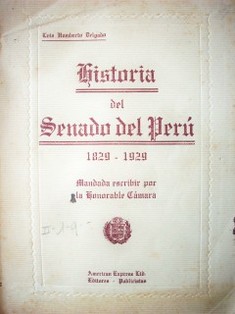 Luis Humberto Delgado
Historia
del
Senado del Perú
1829 - 1929
Mandada escribir por
la Honorable Cámara
American Express Ltd.
Editores - Publicistas